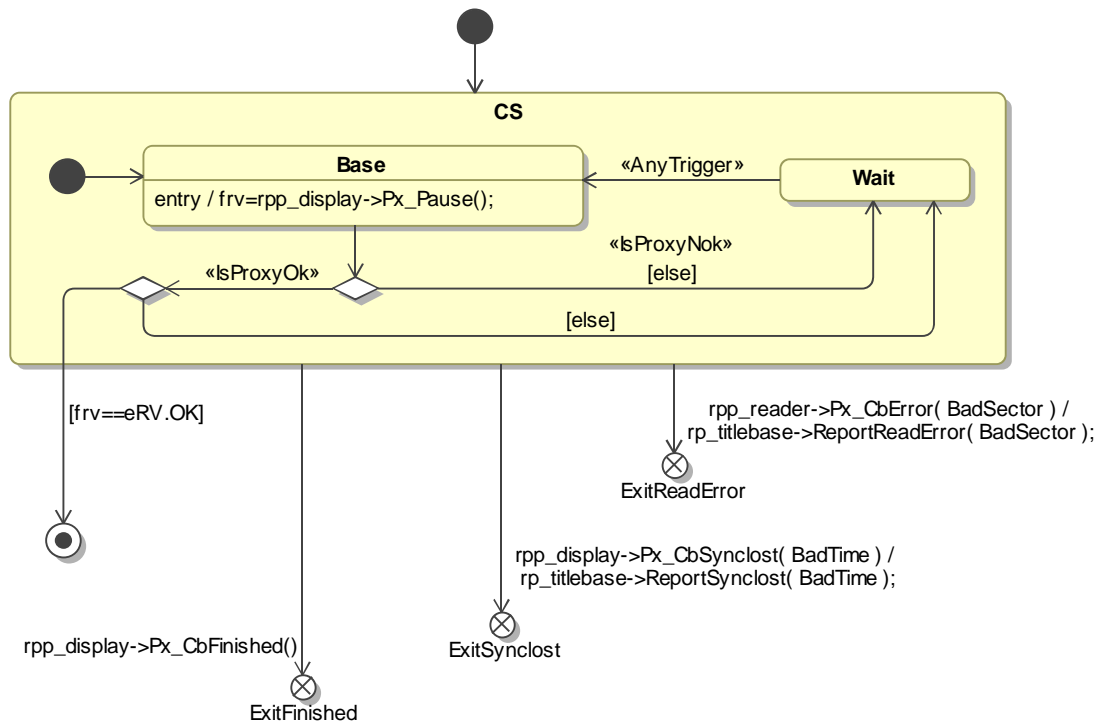 CS
Base
entry / frv=rpp_display->Px_Pause();
«AnyTrigger»
Wait
«IsProxyOk»
«IsProxyNok»
[else]
[else]
[frv==eRV.OK]
rpp_reader->Px_CbError( BadSector ) /
rp_titlebase->ReportReadError( BadSector );
ExitReadError
rpp_display->Px_CbSynclost( BadTime ) /
rp_titlebase->ReportSynclost( BadTime );
ExitSynclost
rpp_display->Px_CbFinished()
ExitFinished